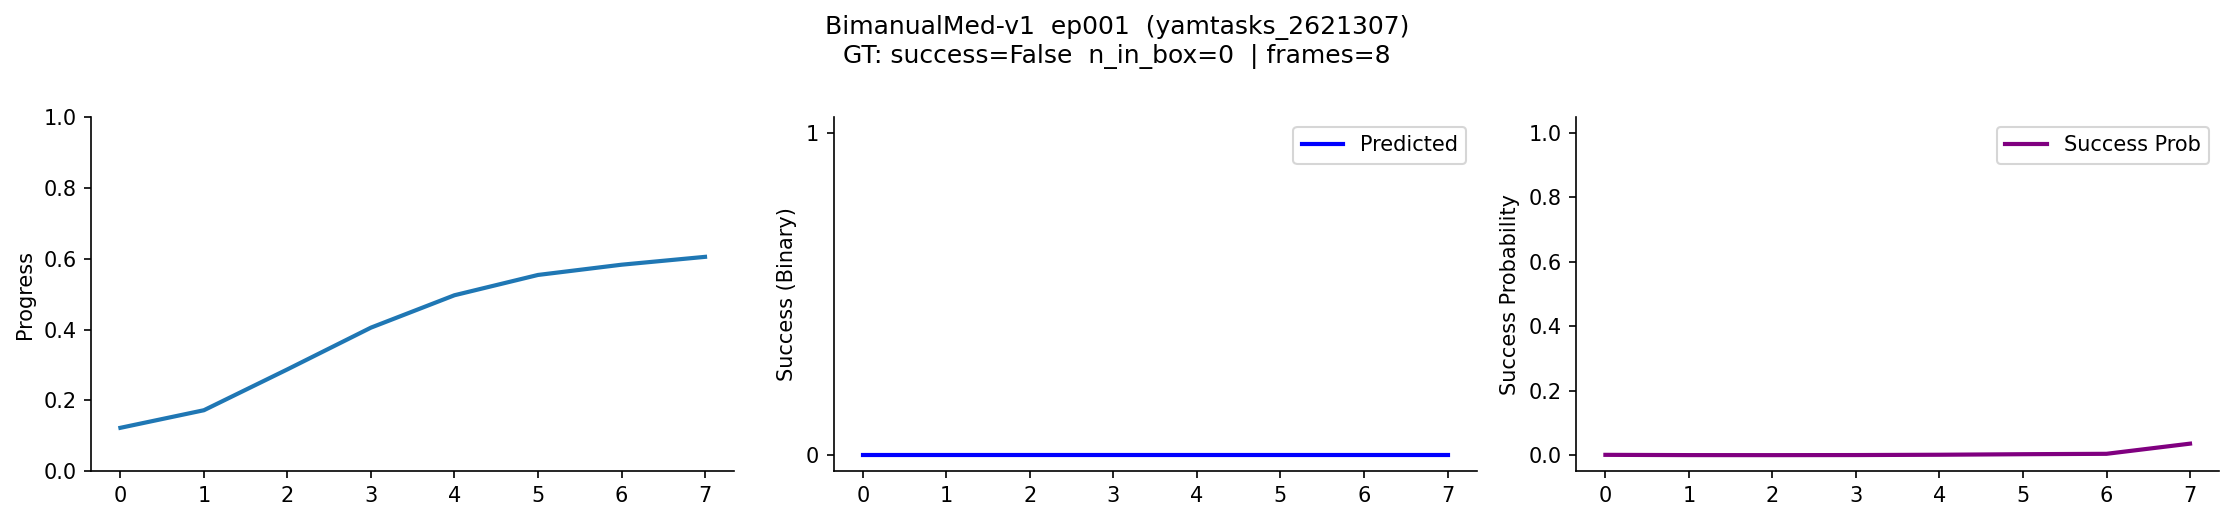 BimanualMed-v1  ep001  (yamtasks_2621307)
GT: success=False  n_in_box=0  | frames=8
Progress
1.0
0.8
0.6
0.4
0.2
0.0
0 1 2 3 4 5 6 7
Success (Binary)
1
0
Predicted
0 1 2 3 4 5 6 7
Success Probability
1.0
0.8
0.6
0.4
0.2
0.0
Success Prob
0 1 2 3 4 5 6 7